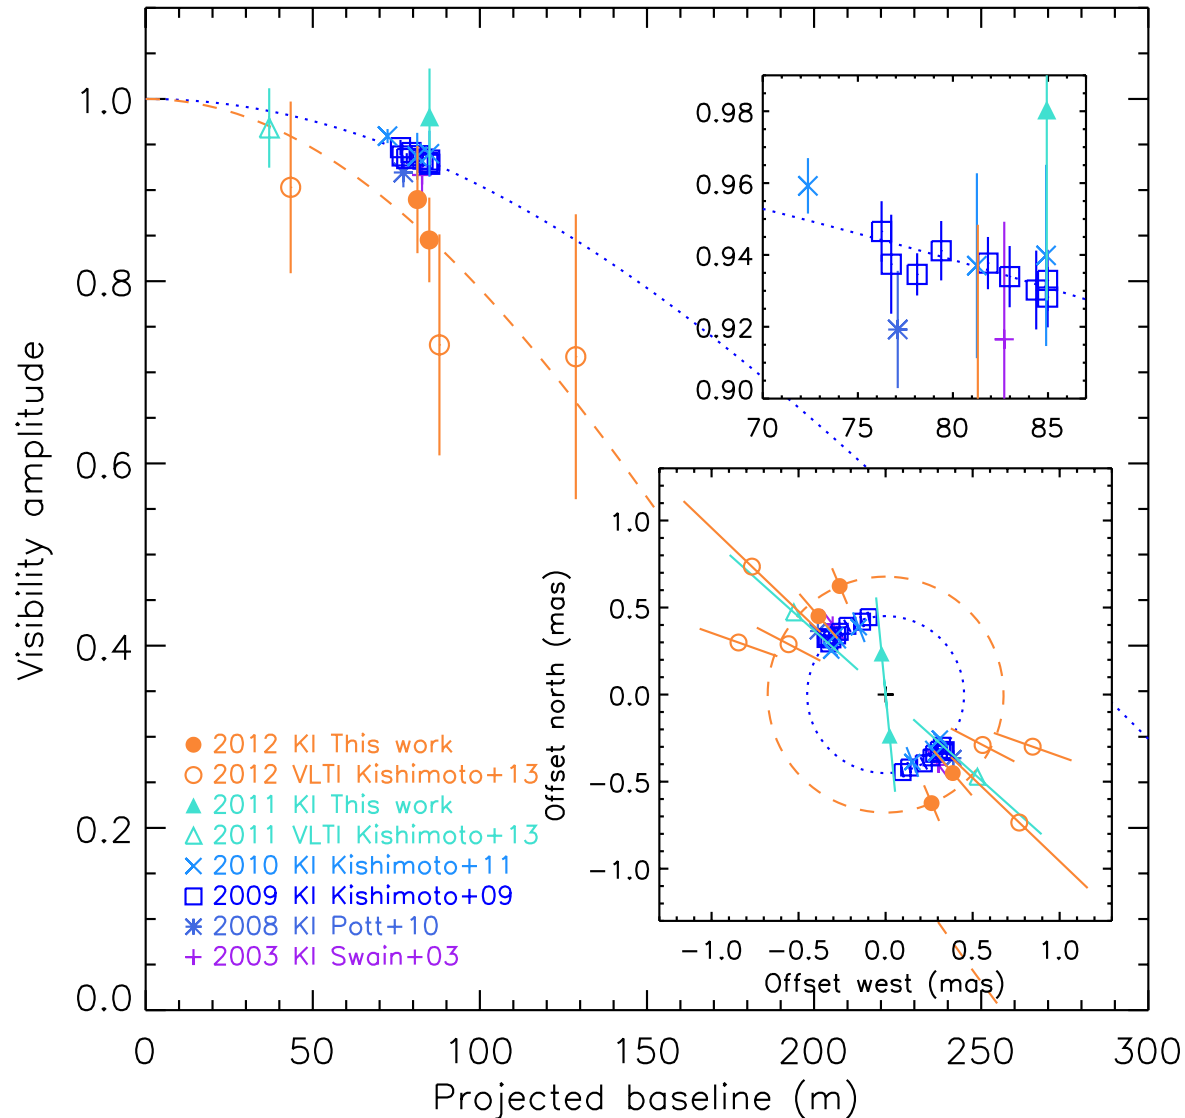 Visibility amplitude
1.0
0.8
0.6
0.4
0.2
0.0
0 50 100 150 200 250 300
Projected baseline (m)
0.98
0.96
0.94
0.92
0.90
70 75 80 85
Offset north (mas)
1.0
0.5
0.0
-0.5
-1.0
-1.0 -0.5 0.0 0.5 1.0
Offset west (mas)
2012 KI This work
2012 VLTI Kishimoto+13
2011 KI This work
2011 VLTI Kishimoto+13
2010 KI Kishimoto+11
2009 KI Kishimoto+09
2008 KI Pott+10
2003 KI Swain+03